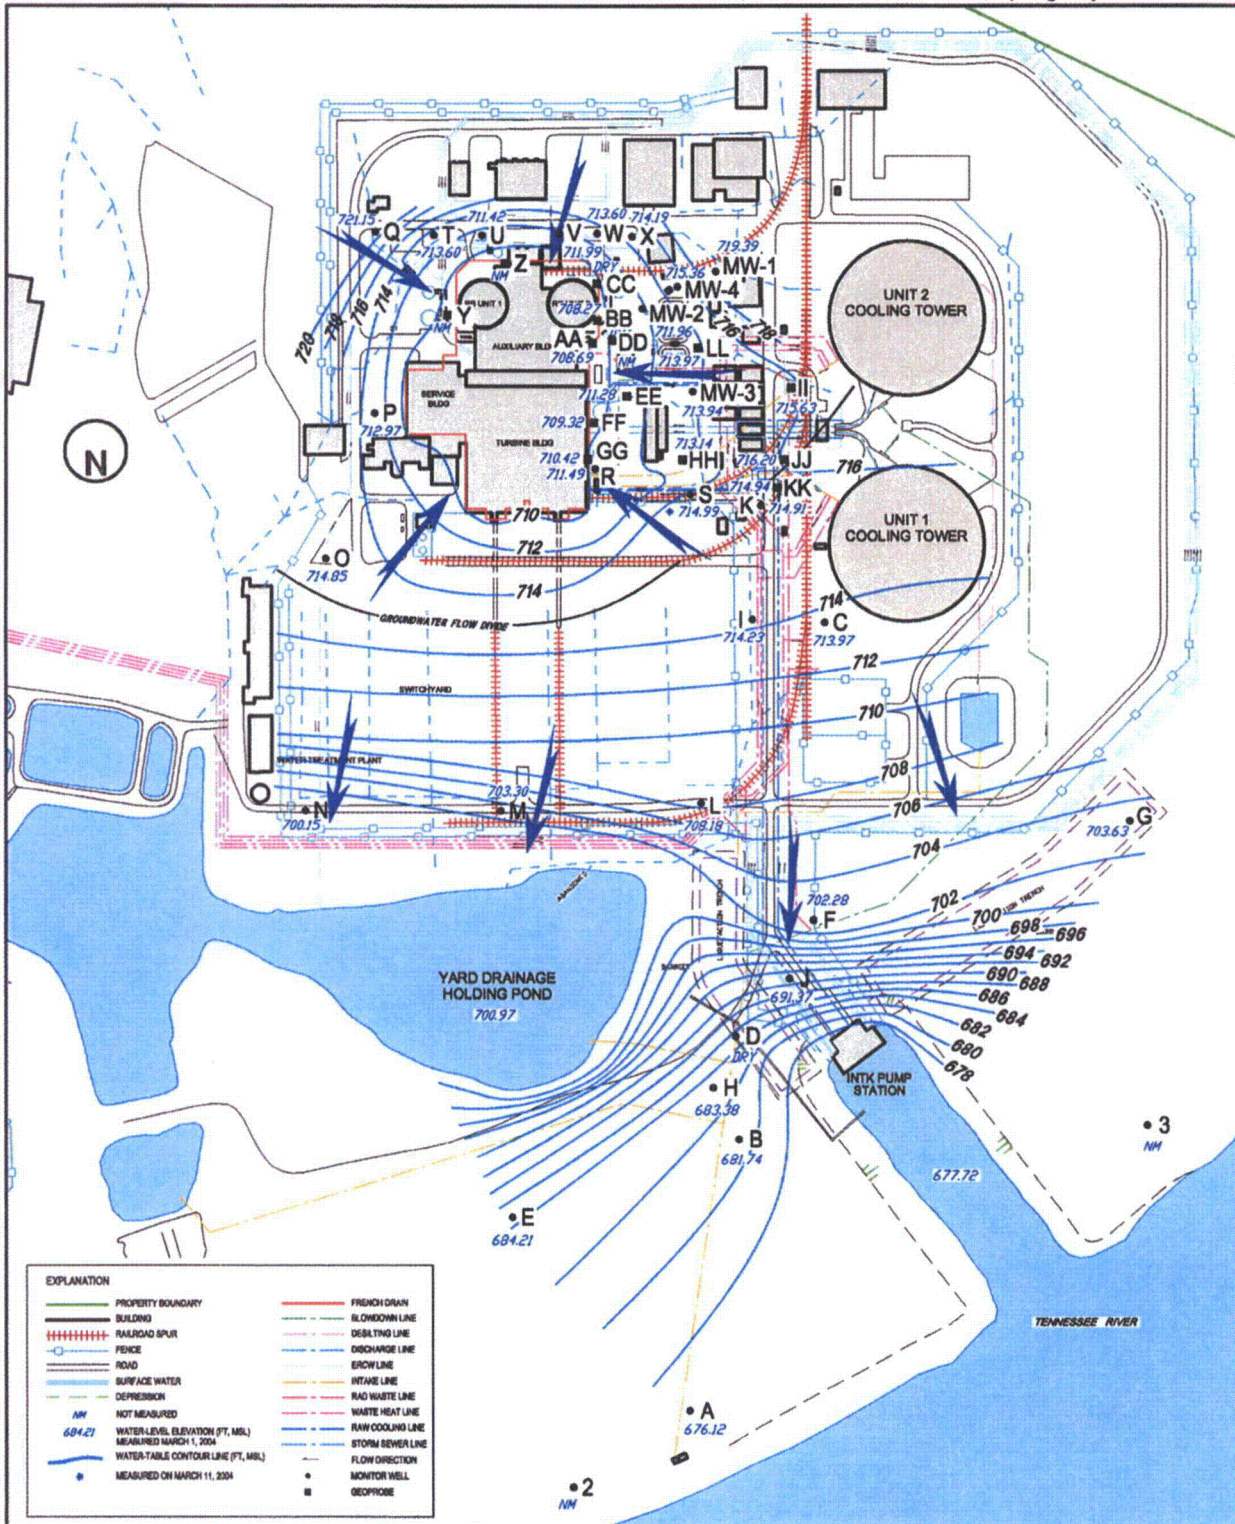 721.15
Q
T
713.60
711.42
U
V
711.99
713.60
W
714.19
X
719.39
MW-1
715.36
MW-4
Z
NM
DRY
CC
UNIT 1
708.27
BB
MW-2
711.96
716
718
UNIT 2
COOLING TOWER
720
718
716
714
Y
NM
AUXILIARY BLD
AA
708.69
DD
NM
LL
713.97
SERVICE
BLDG
711.28
EE
MW-3
713.94
II
715.63
P
712.97
TURBINE BLDG
709.32
FF
713.14
HH
GG
710.42
711.49
R
716.20
JJ
716
N
714.94
KK
S
714.99
K
714.91
UNIT 1
COOLING TOWER
710
712
714
O
714.85
GROUNDWATER FLOW DIVIDE
I
714.23
714
C
713.97
712
SWITCHYARD
710
WATER TREATMENT PLANT
708
N
700.15
703.30
M
L
708.18
706
G
703.63
704
702
700
702.28
F
698
696
694
692
690
688
686
684
682
680
678
YARD DRAINAGE
HOLDING POND
700.97
J
691.37
D
DRY
INTK PUMP
STATION
H
683.38
B
681.74
3
NM
677.72
E
684.21
TENNESSEE RIVER
A
676.12
2
NM
EXPLANATION
PROPERTY BOUNDARY
BUILDING
RAILROAD SPUR
FENCE
ROAD
SURFACE WATER
DEPRESSION
NM NOT MEASURED
684.21 WATER-LEVEL ELEVATION (FT, MSL)
MEASURED MARCH 1, 2004
WATER-TABLE CONTOUR LINE (FT, MSL)
* MEASURED ON MARCH 11, 2004
FRENCH DRAIN
BLOWDOWN LINE
DESILTING LINE
DISCHARGE LINE
ERCW LINE
INTAKE LINE
RAD WASTE LINE
WASTE HEAT LINE
RAW COOLING LINE
STORM SEWER LINE
FLOW DIRECTION
MONITOR WELL
GEOPROBE